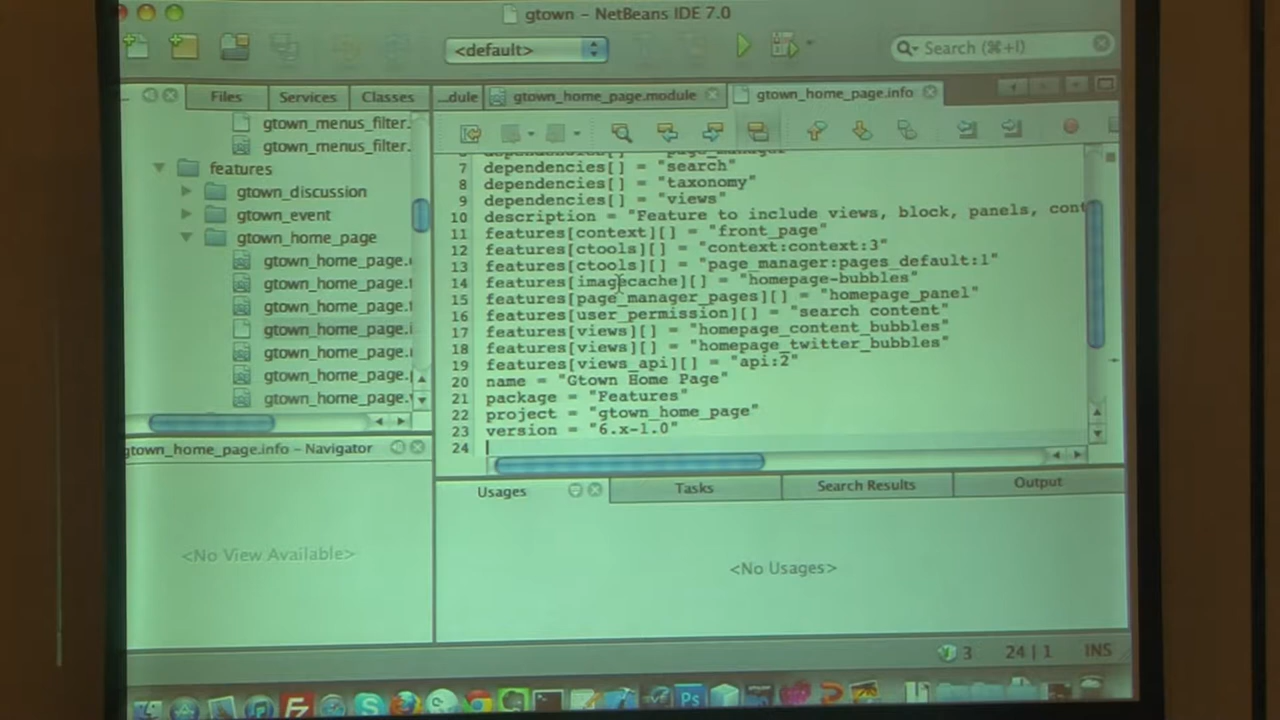 gtown – NetBeans IDE 7.0
<default>
Search (⌘+I)
Files
Services
Classes
...dule
gtown_home_page.module
gtown_home_page.info
gtown_menus_filter.
gtown_menus_filter.
features
gtown_discussion
gtown_event
gtown_home_page
gtown_home_page.
gtown_home_page.
gtown_home_page.
gtown_home_page.i
gtown_home_page.
gtown_home_page.
gtown_home_page.
7 dependencies[] = "search"
8 dependencies[] = "taxonomy"
9 dependencies[] = "views"
10 description = "Feature to include views, block, panels, cont
11 features[context][] = "front_page"
12 features[ctools][] = "context:context:3"
13 features[ctools][] = "page_manager:pages_default:1"
14 features[imagecache][] = "homepage-bubbles"
15 features[page_manager_pages][] = "homepage_panel"
16 features[user_permission][] = "search content"
17 features[views][] = "homepage_content_bubbles"
18 features[views][] = "homepage_twitter_bubbles"
19 features[views_api][] = "api:2"
20 name = "Gtown Home Page"
21 package = "Features"
22 project = "gtown_home_page"
23 version = "6.x-1.0"
24
gtown_home_page.info – Navigator
<No View Available>
Usages
Tasks
Search Results
Output
<No Usages>
3
24 | 1
INS
Fz
S
Ps